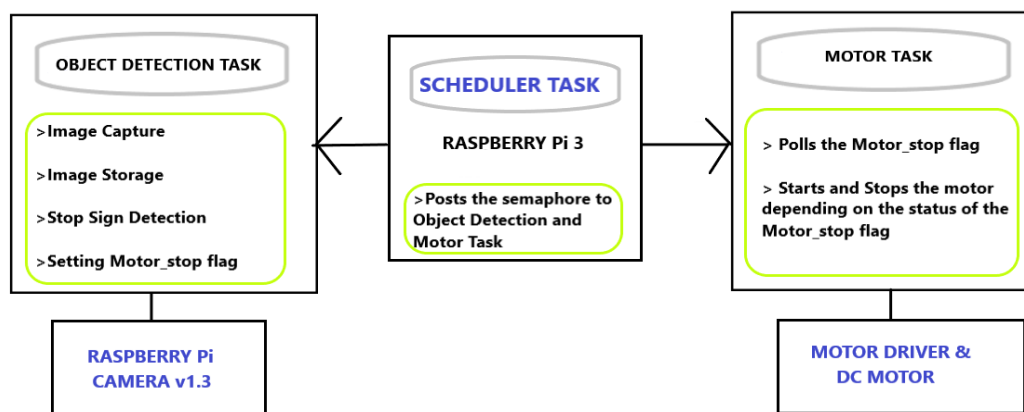 OBJECT DETECTION TASK
>Image Capture
>Image Storage
>Stop Sign Detection
>Setting Motor_stop flag
RASPBERRY Pi
CAMERA v1.3
SCHEDULER TASK
RASPBERRY Pi 3
>Posts the semaphore to
Object Detection and
Motor Task
MOTOR TASK
> Polls the Motor_stop flag
> Starts and Stops the motor
depending on the status of the
Motor_stop flag
MOTOR DRIVER &
DC MOTOR